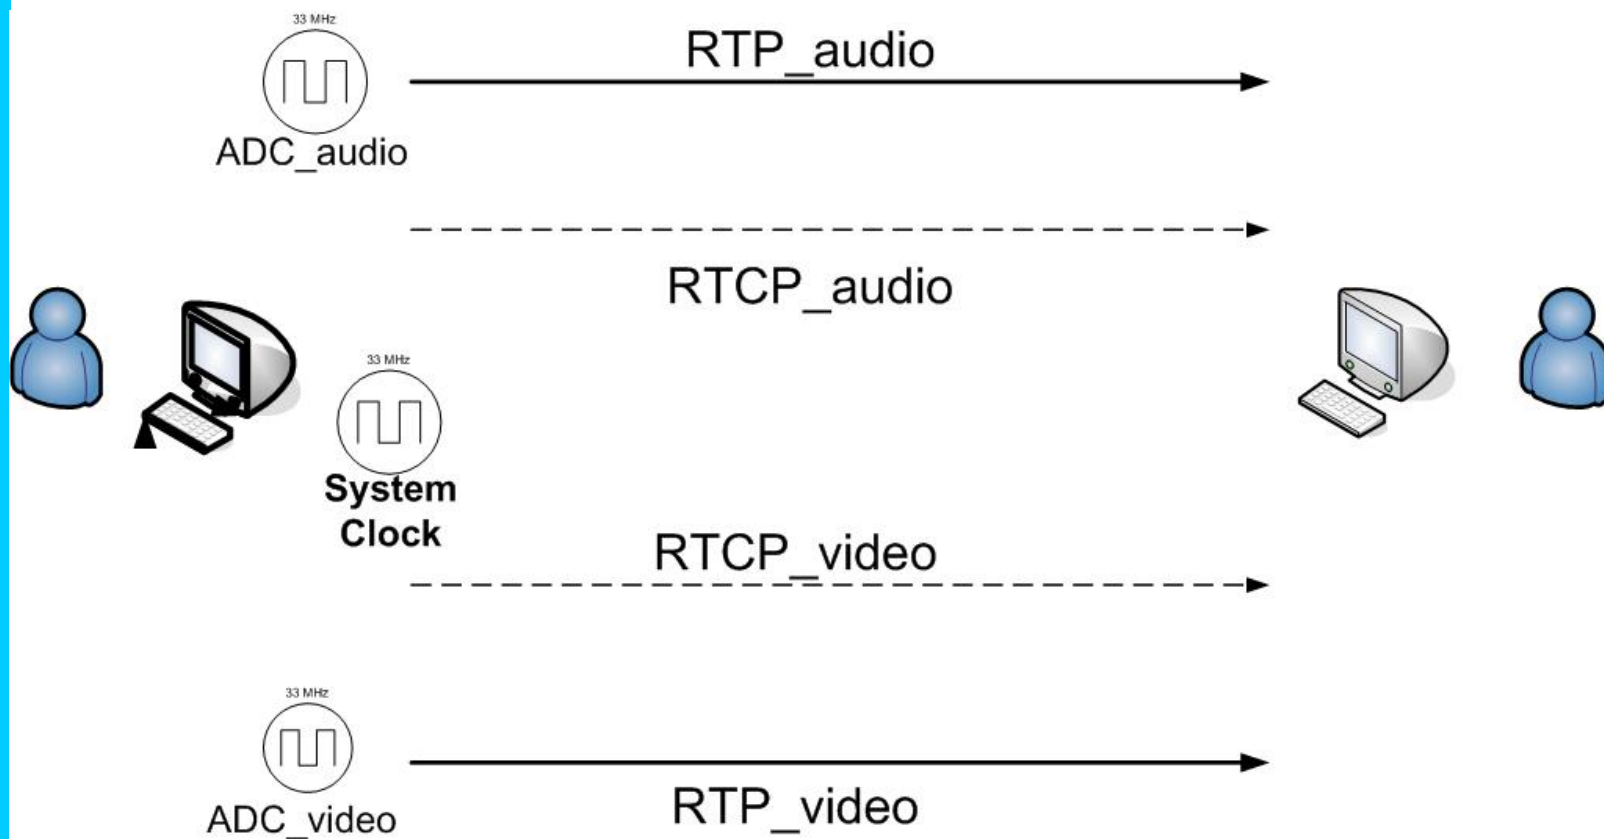 33 MHz
RTP_audio
ADC_audio
RTCP_audio
33 MHz
System
Clock
RTCP_video
33 MHz
RTP_video
ADC_video